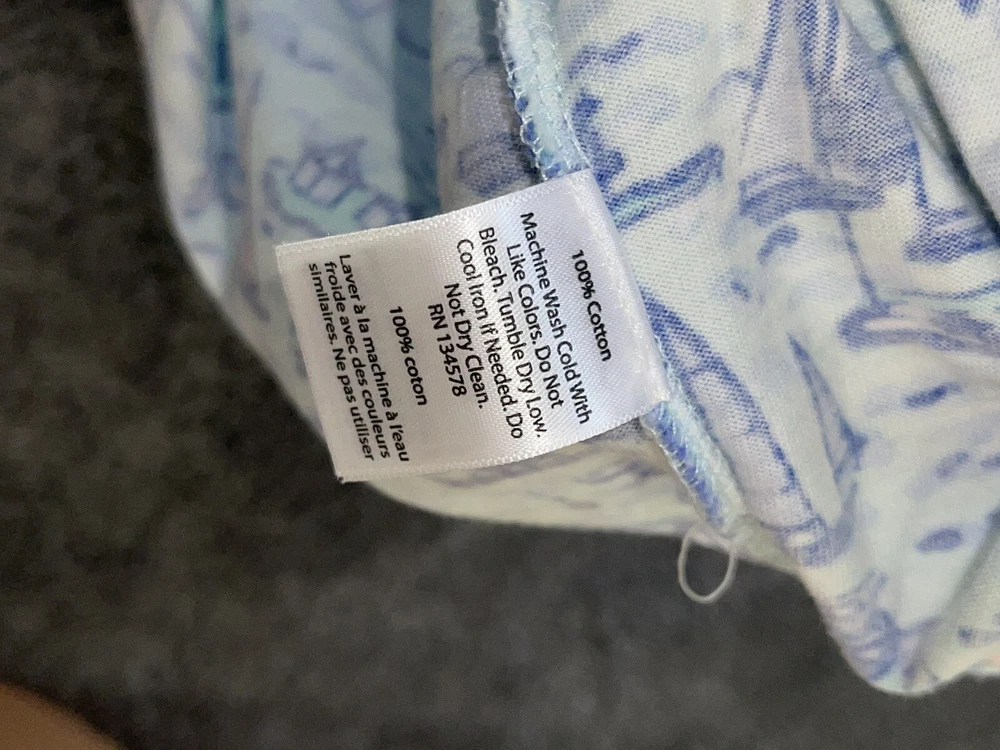 100% Cotton
Machine Wash Cold With
Like Colors. Do Not
Bleach. Tumble Dry Low.
Cool Iron If Needed. Do
Not Dry Clean.
RN 134578
100% coton
Laver à la machine à l'eau
froide avec des couleurs
similaires. Ne pas utiliser